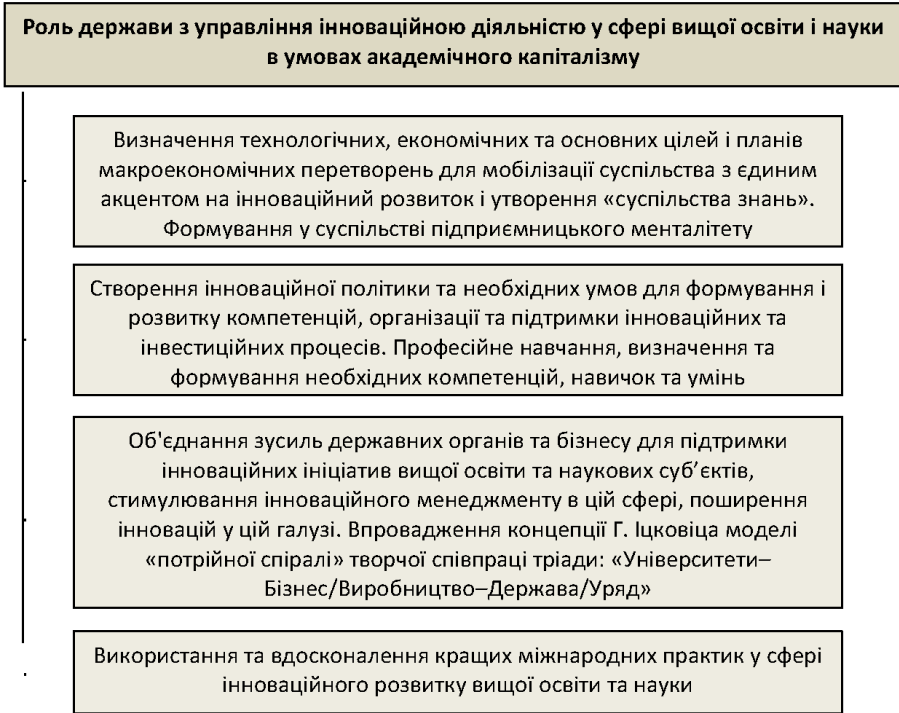 Роль держави з управління інноваційною діяльністю у сфері вищої освіти і науки
в умовах академічного капіталізму
Визначення технологічних, економічних та основних цілей і планів
макроекономічних перетворень для мобілізації суспільства з єдиним
акцентом на інноваційний розвиток і утворення «суспільства знань».
Формування у суспільстві підприємницького менталітету
Створення інноваційної політики та необхідних умов для формування і
розвитку компетенцій, організації та підтримки інноваційних та
інвестиційних процесів. Професійне навчання, визначення та
формування необхідних компетенцій, навичок та умінь
Об'єднання зусиль державних органів та бізнесу для підтримки
інноваційних ініціатив вищої освіти та наукових суб’єктів,
стимулювання інноваційного менеджменту в цій сфері, поширення
інновацій у цій галузі. Впровадження концепції Г. Іцковіца моделі
«потрійної спіралі» творчої співпраці тріади: «Університети–
Бізнес/Виробництво–Держава/Уряд»
Використання та вдосконалення кращих міжнародних практик у сфері
інноваційного розвитку вищої освіти та науки